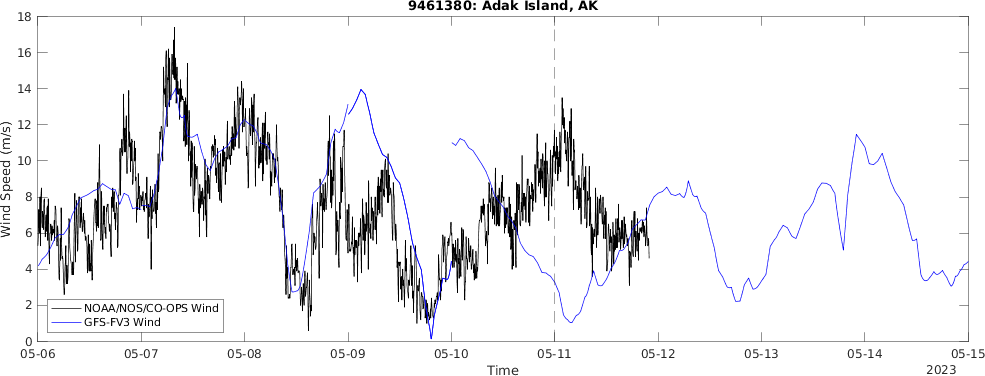 9461380: Adak Island, AK
Wind Speed (m/s)
18
16
14
12
10
8
6
4
2
0
NOAA/NOS/CO-OPS Wind
GFS-FV3 Wind
05-06 05-07 05-08 05-09 05-10 05-11 05-12 05-13 05-14 05-15
Time
2023